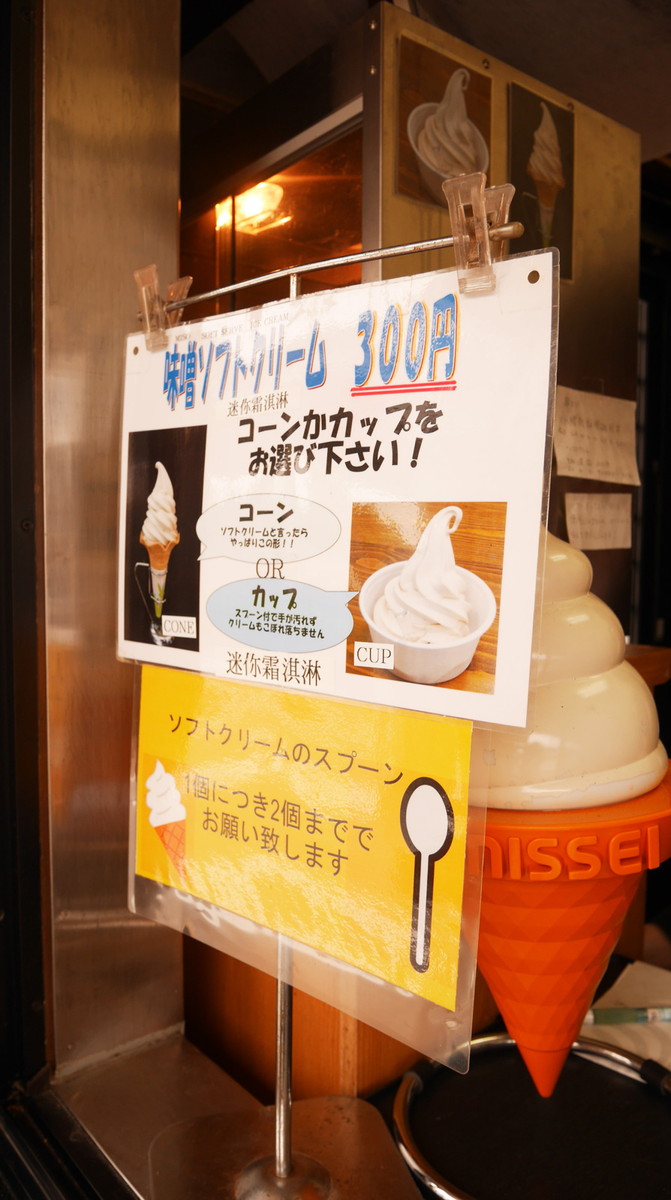 味噌ソフトクリーム 300円
迷你霜淇淋
コーンかカップを
お選び下さい！
コーン
ソフトクリームと言ったら
やっぱりこの形！！
OR
カップ
スプーン付で手が汚れず
クリームもこぼれ落ちません
CONE
CUP
迷你霜淇淋
ソフトクリームのスプーン
1個につき2個までで
お願い致します
NISSEI